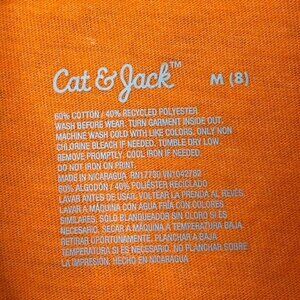 Cat & Jack™ M (8)
60% COTTON / 40% RECYCLED POLYESTER
WASH BEFORE WEAR. TURN GARMENT INSIDE OUT.
MACHINE WASH COLD WITH LIKE COLORS. ONLY NON
CHLORINE BLEACH IF NEEDED. TUMBLE DRY LOW.
REMOVE PROMPTLY. COOL IRON IF NEEDED.
DO NOT IRON ON PRINT.
MADE IN NICARAGUA RN17730 VN1042762
60% ALGODÓN / 40% POLIÉSTER RECICLADO
LAVAR ANTES DE USAR. VOLTEAR LA PRENDA AL REVÉS.
LAVAR A MÁQUINA CON AGUA FRÍA CON COLORES
SIMILARES. SOLO BLANQUEADOR SIN CLORO SI ES
NECESARIO. SECAR A MÁQUINA A TEMPERATURA BAJA.
RETIRAR OPORTUNAMENTE. PLANCHAR A BAJA
TEMPERATURA SI ES NECESARIO. NO PLANCHAR SOBRE
LA IMPRESIÓN. HECHO EN NICARAGUA.